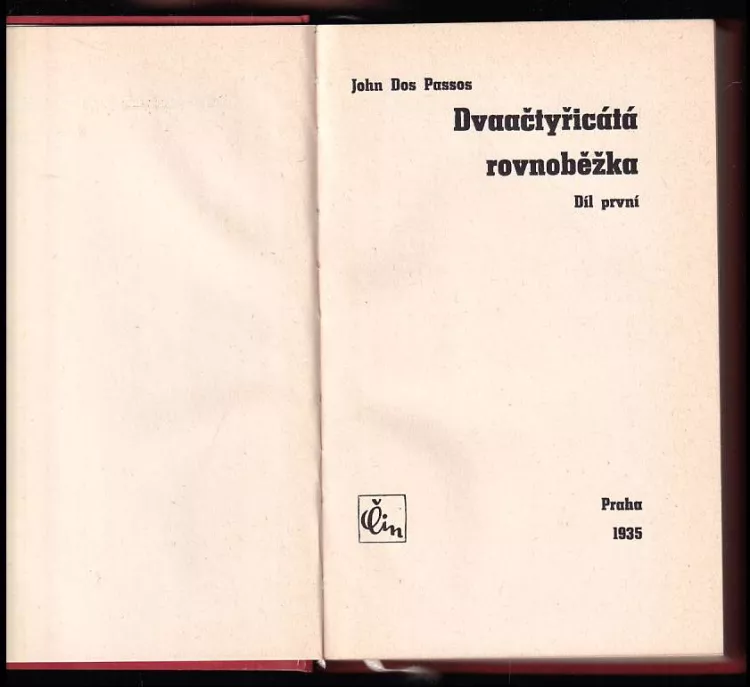 John Dos Passos
Dvaačtyřicátá
rovnoběžka
Díl první
Čin
Praha
1935